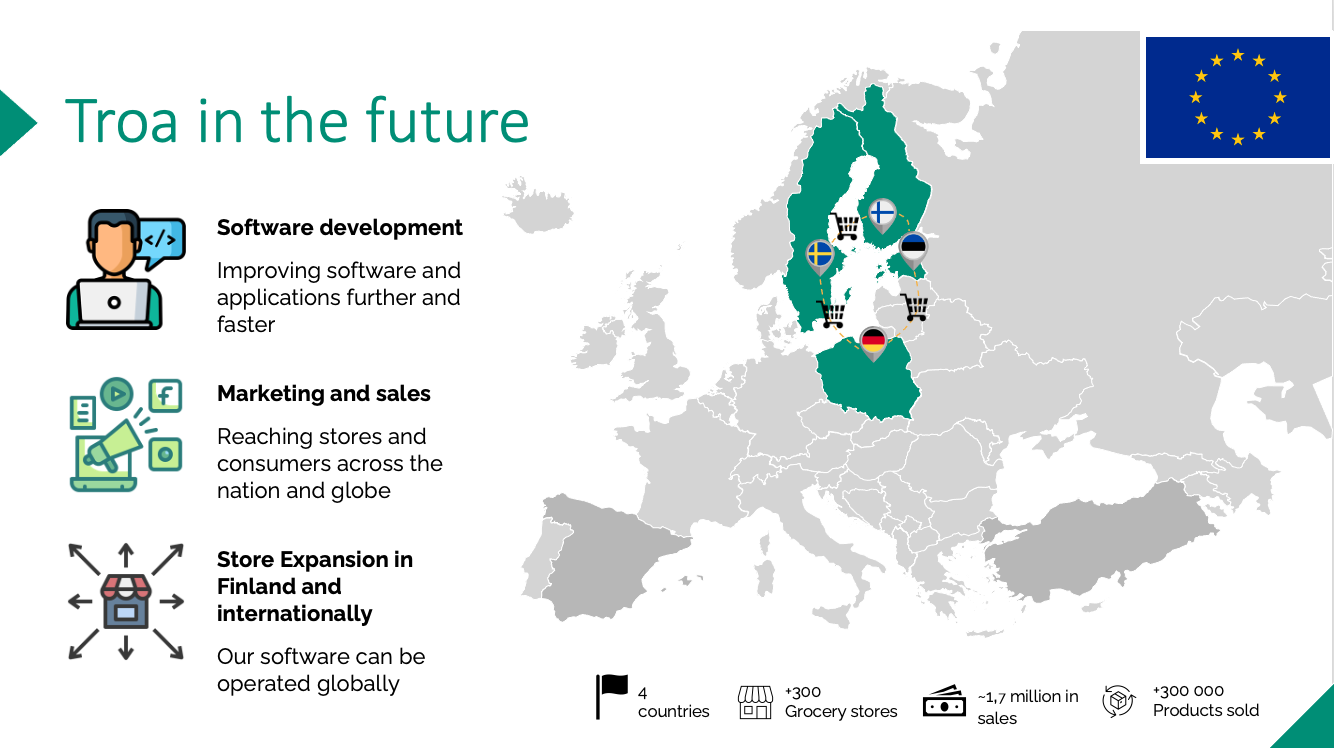 Troa in the future
</>
Software development
Improving software and
applications further and
faster
f
Marketing and sales
Reaching stores and
consumers across the
nation and globe
Store Expansion in
Finland and
internationally
Our software can be
operated globally
4
countries
+300
Grocery stores
~1,7 million in
sales
+300 000
Products sold